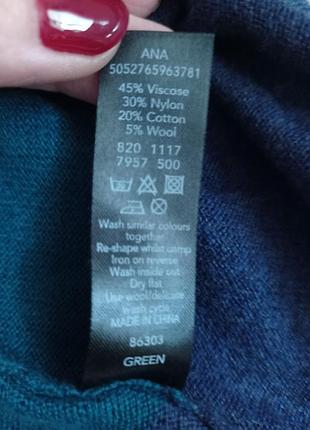 ANA
5052765963781
45% Viscose
30% Nylon
20% Cotton
5% Wool
820 1117
7957 500
Wash similar colours
together
Re-shape whilst damp
Iron on reverse
Wash inside out
Dry flat
Use wool/delicate
wash cycle
MADE IN CHINA
86303
GREEN